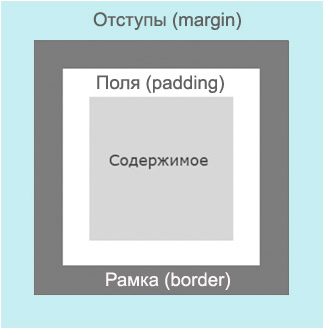 Отступы (margin)
Поля (padding)
Содержимое
Рамка (border)